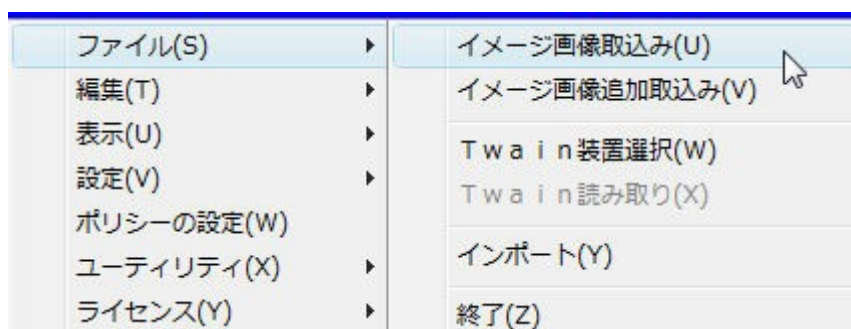 ファイル(S)
編集(T)
表示(U)
設定(V)
ポリシーの設定(W)
ユーティリティ(X)
ライセンス(Y)
イメージ画像取込み(U)
イメージ画像追加取込み(V)
Ｔｗａｉｎ装置選択(W)
Ｔｗａｉｎ読み取り(X)
インポート(Y)
終了(Z)